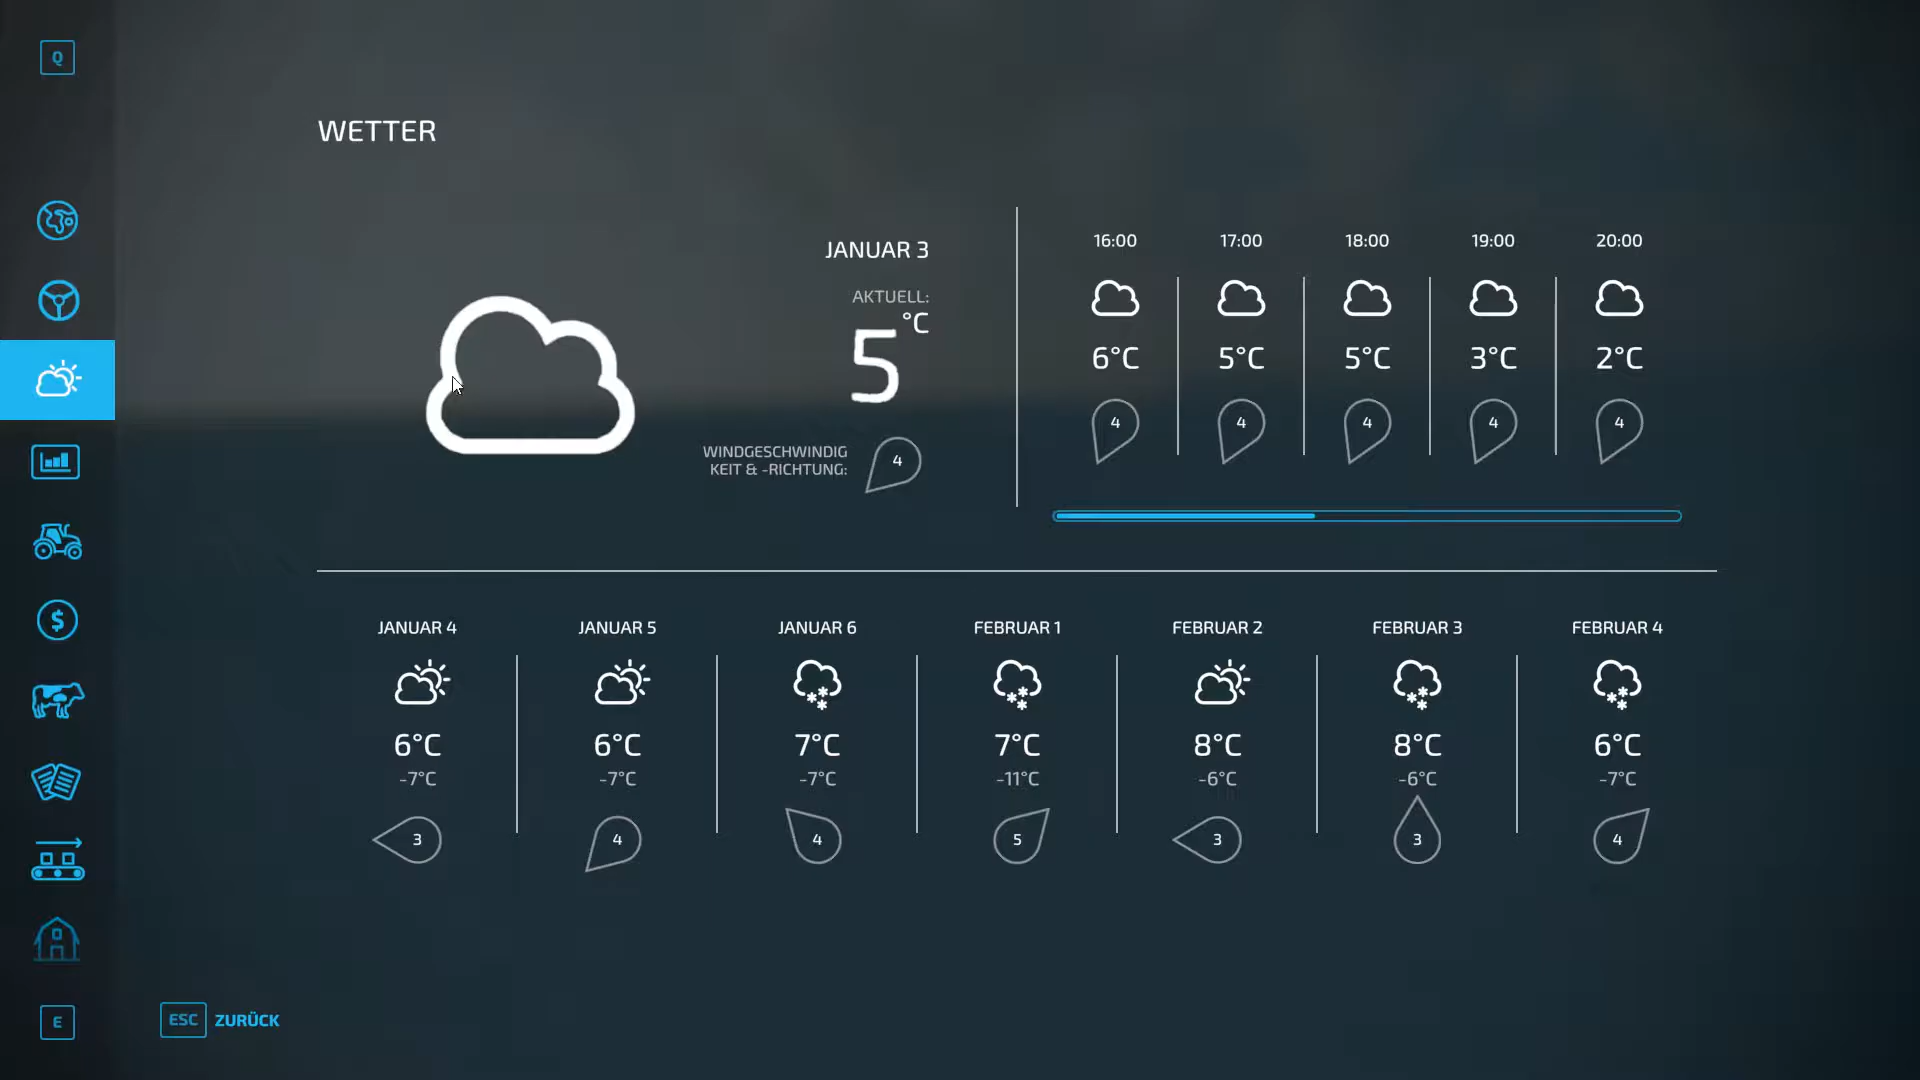 Q
WETTER
JANUAR 3
AKTUELL:
5 °C
WINDGESCHWINDIG
KEIT & -RICHTUNG:
4
16:00 17:00 18:00 19:00 20:00
6°C 5°C 5°C 3°C 2°C
4 4 4 4 4
JANUAR 4 JANUAR 5 JANUAR 6 FEBRUAR 1 FEBRUAR 2 FEBRUAR 3 FEBRUAR 4
6°C 6°C 7°C 7°C 8°C 8°C 6°C
-7°C -7°C -7°C -11°C -6°C -6°C -7°C
3 4 4 5 3 3 4
$
E
ESC ZURÜCK